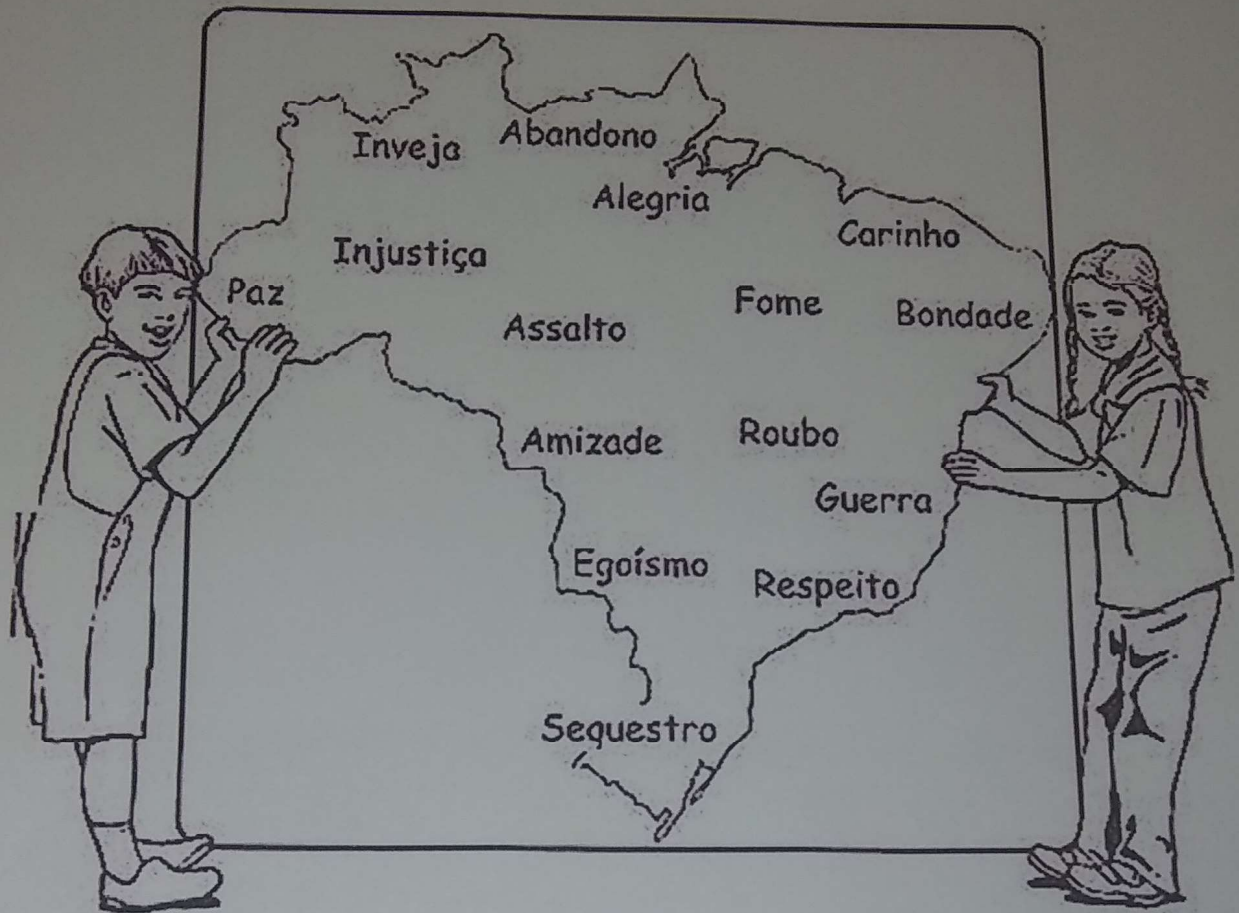 Inveja
Abandono
Alegria
Carinho
Injustiça
Paz
Assalto
Fome
Bondade
Amizade
Roubo
Guerra
Egoísmo
Respeito
Sequestro